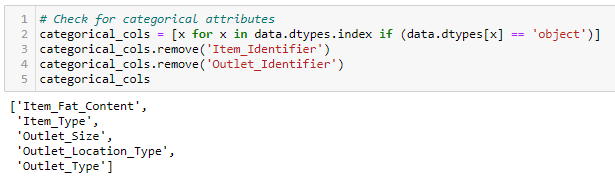 1 # Check for categorical attributes
2 categorical_cols = [x for x in data.dtypes.index if (data.dtypes[x] == 'object')]
3 categorical_cols.remove('Item_Identifier')
4 categorical_cols.remove('Outlet_Identifier')
5 categorical_cols
['Item_Fat_Content',
'Item_Type',
'Outlet_Size',
'Outlet_Location_Type',
'Outlet_Type']